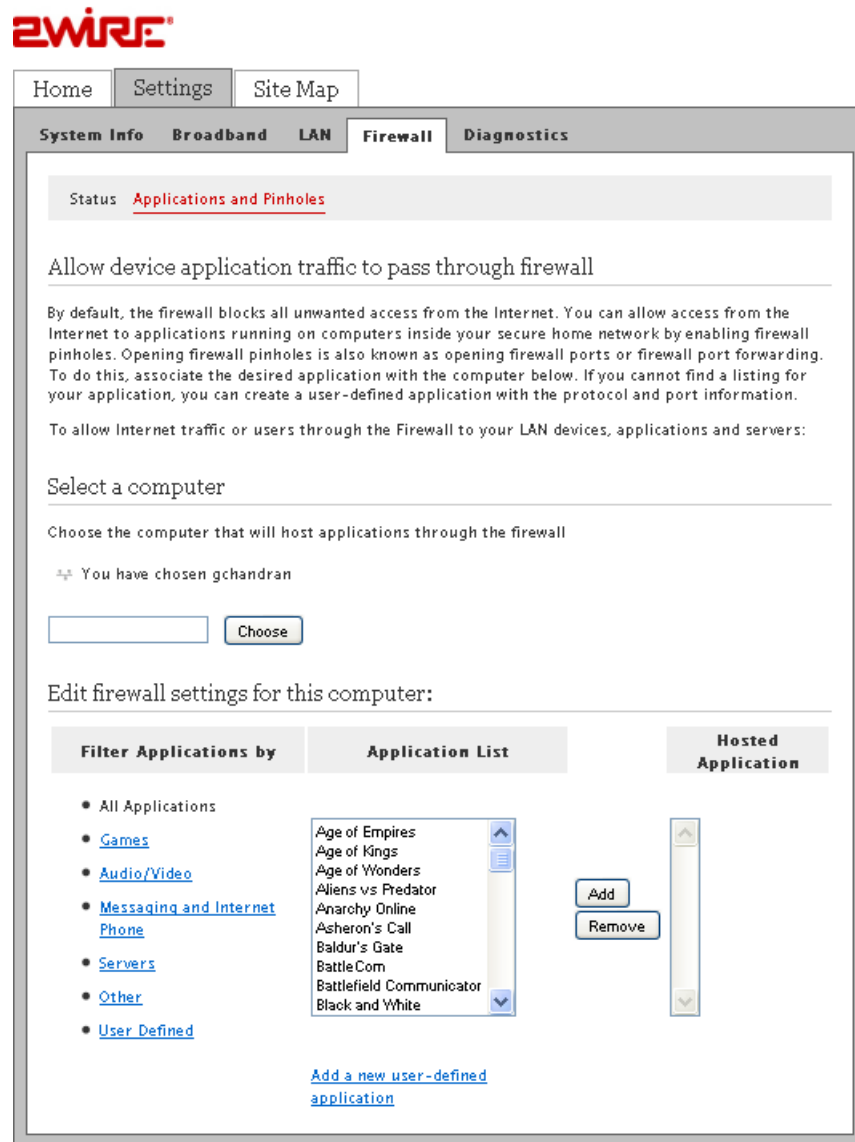 2WIRE
Home Settings Site Map
System Info Broadband LAN Firewall Diagnostics
Status Applications and Pinholes
Allow device application traffic to pass through firewall
By default, the firewall blocks all unwanted access from the Internet. You can allow access from the
Internet to applications running on computers inside your secure home network by enabling firewall
pinholes. Opening firewall pinholes is also known as opening firewall ports or firewall port forwarding.
To do this, associate the desired application with the computer below. If you cannot find a listing for
your application, you can create a user-defined application with the protocol and port information.
To allow Internet traffic or users through the Firewall to your LAN devices, applications and servers:
Select a computer
Choose the computer that will host applications through the firewall
You have chosen gchandran
Choose
Edit firewall settings for this computer:
Filter Applications by
All Applications
Games
Audio/Video
Messaging and Internet
Phone
Servers
Other
User Defined
Application List
Age of Empires
Age of Kings
Age of Wonders
Aliens vs Predator
Anarchy Online
Asheron's Call
Baldur's Gate
BattleCom
Battlefield Communicator
Black and White
Add a new user-defined
application
Add
Remove
Hosted
Application